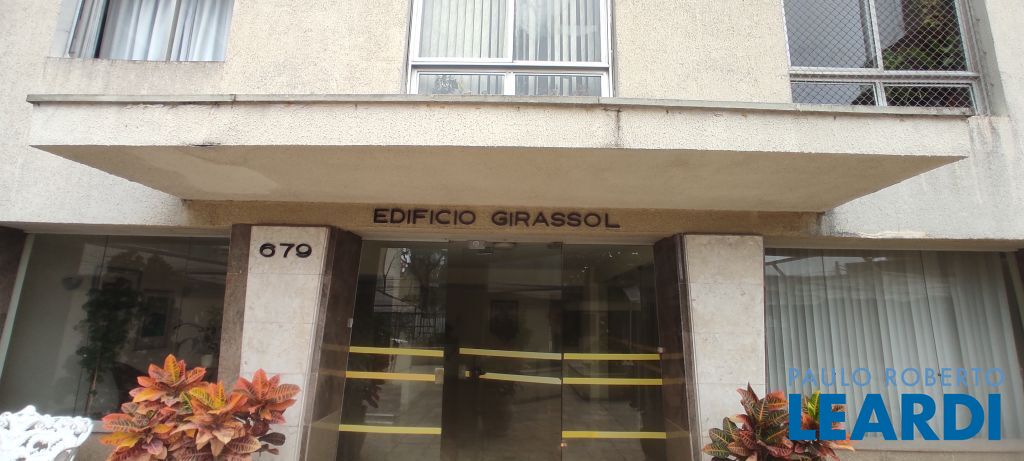 EDIFICIO GIRASSOL
679
PAULO ROBERTO
LEARDI